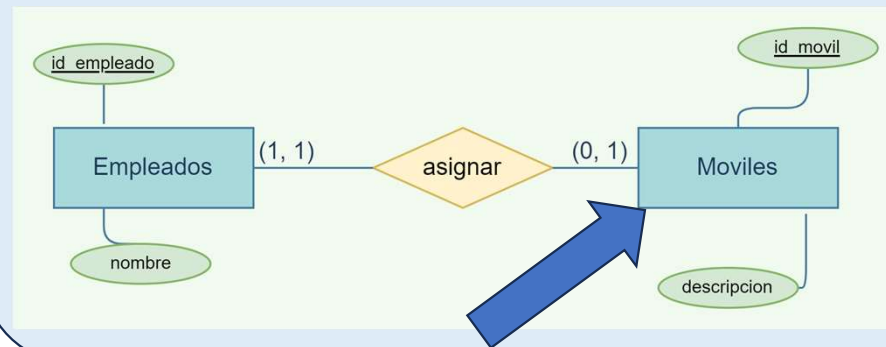 id_empleado
id_movil
Empleados
(1, 1)
asignar
(0, 1)
Moviles
nombre
descripcion